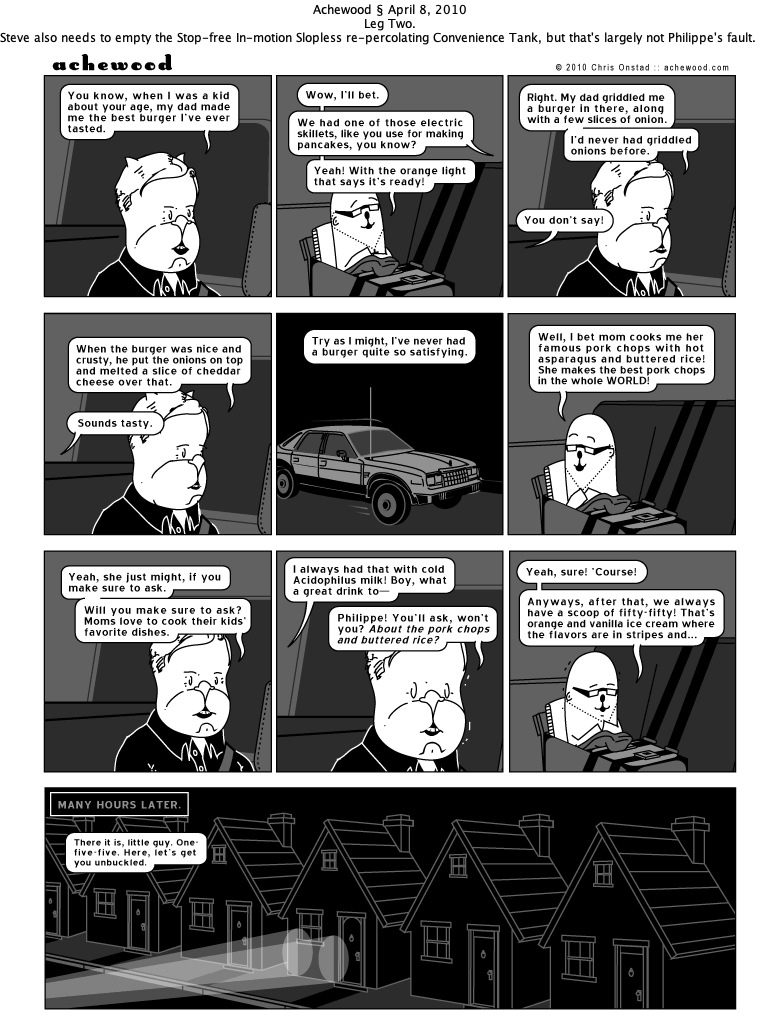 Achewood § April 8, 2010
Leg Two.
Steve also needs to empty the Stop-free In-motion Slopless re-percolating Convenience Tank, but that's largely not Philippe's fault.
achewood
© 2010 Chris Onstad :: achewood.com
You know, when I was a kid
about your age, my dad made
me the best burger I've ever
tasted.
Wow, I'll bet.
We had one of those electric
skillets, like you use for making
pancakes, you know?
Yeah! With the orange light
that says it's ready!
Right. My dad griddled me
a burger in there, along
with a few slices of onion.
I'd never had griddled
onions before.
You don't say!
When the burger was nice and
crusty, he put the onions on top
and melted a slice of cheddar
cheese over that.
Sounds tasty.
Try as I might, I've never had
a burger quite so satisfying.
Well, I bet mom cooks me her
famous pork chops with hot
asparagus and buttered rice!
She makes the best pork chops
in the whole WORLD!
Yeah, she just might, if you
make sure to ask.
Will you make sure to ask?
Moms love to cook their kids'
favorite dishes.
I always had that with cold
Acidophilus milk! Boy, what
a great drink to—
Philippe! You'll ask, won't
you? About the pork chops
and buttered rice?
Yeah, sure! 'Course!
Anyways, after that, we always
have a scoop of fifty-fifty! That's
orange and vanilla ice cream where
the flavors are in stripes and...
MANY HOURS LATER.
There it is, little guy. One-
five-five. Here, let's get
you unbuckled.